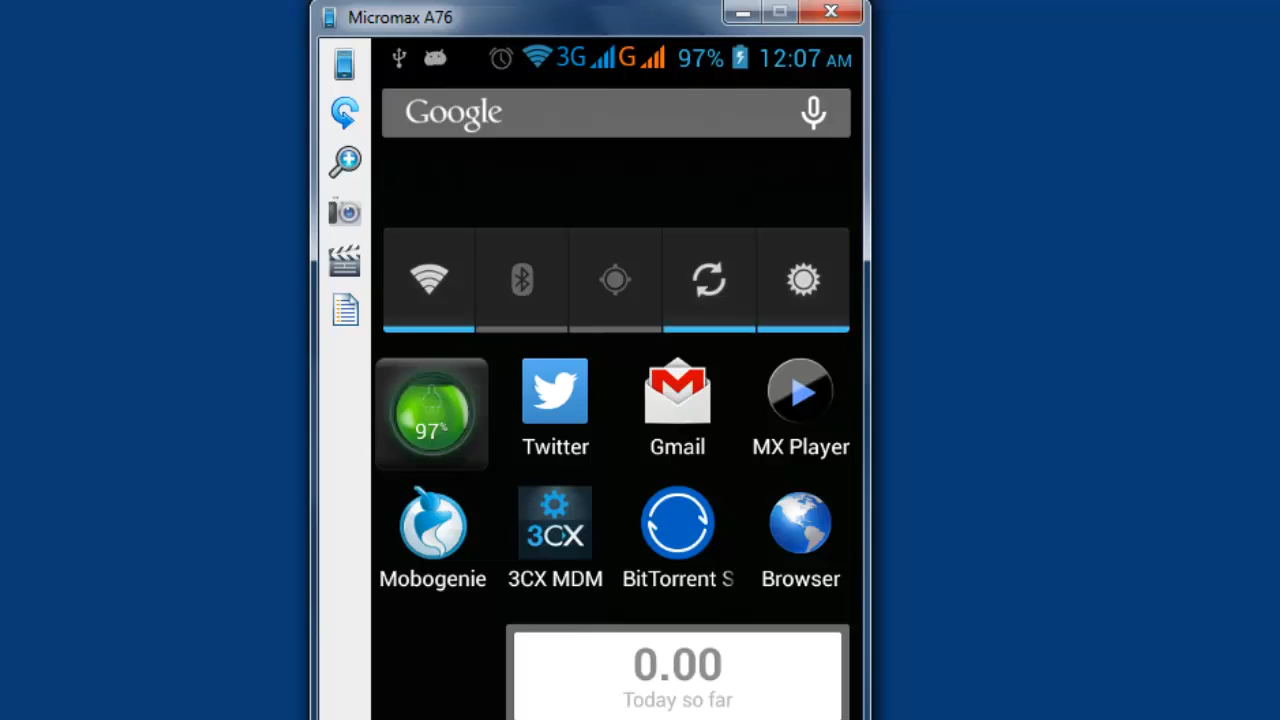 Micromax A76
3G G 97% 12:07 AM
Google
97%
Twitter Gmail MX Player
3CX
Mobogenie 3CX MDM BitTorrent S Browser
0.00
Today so far